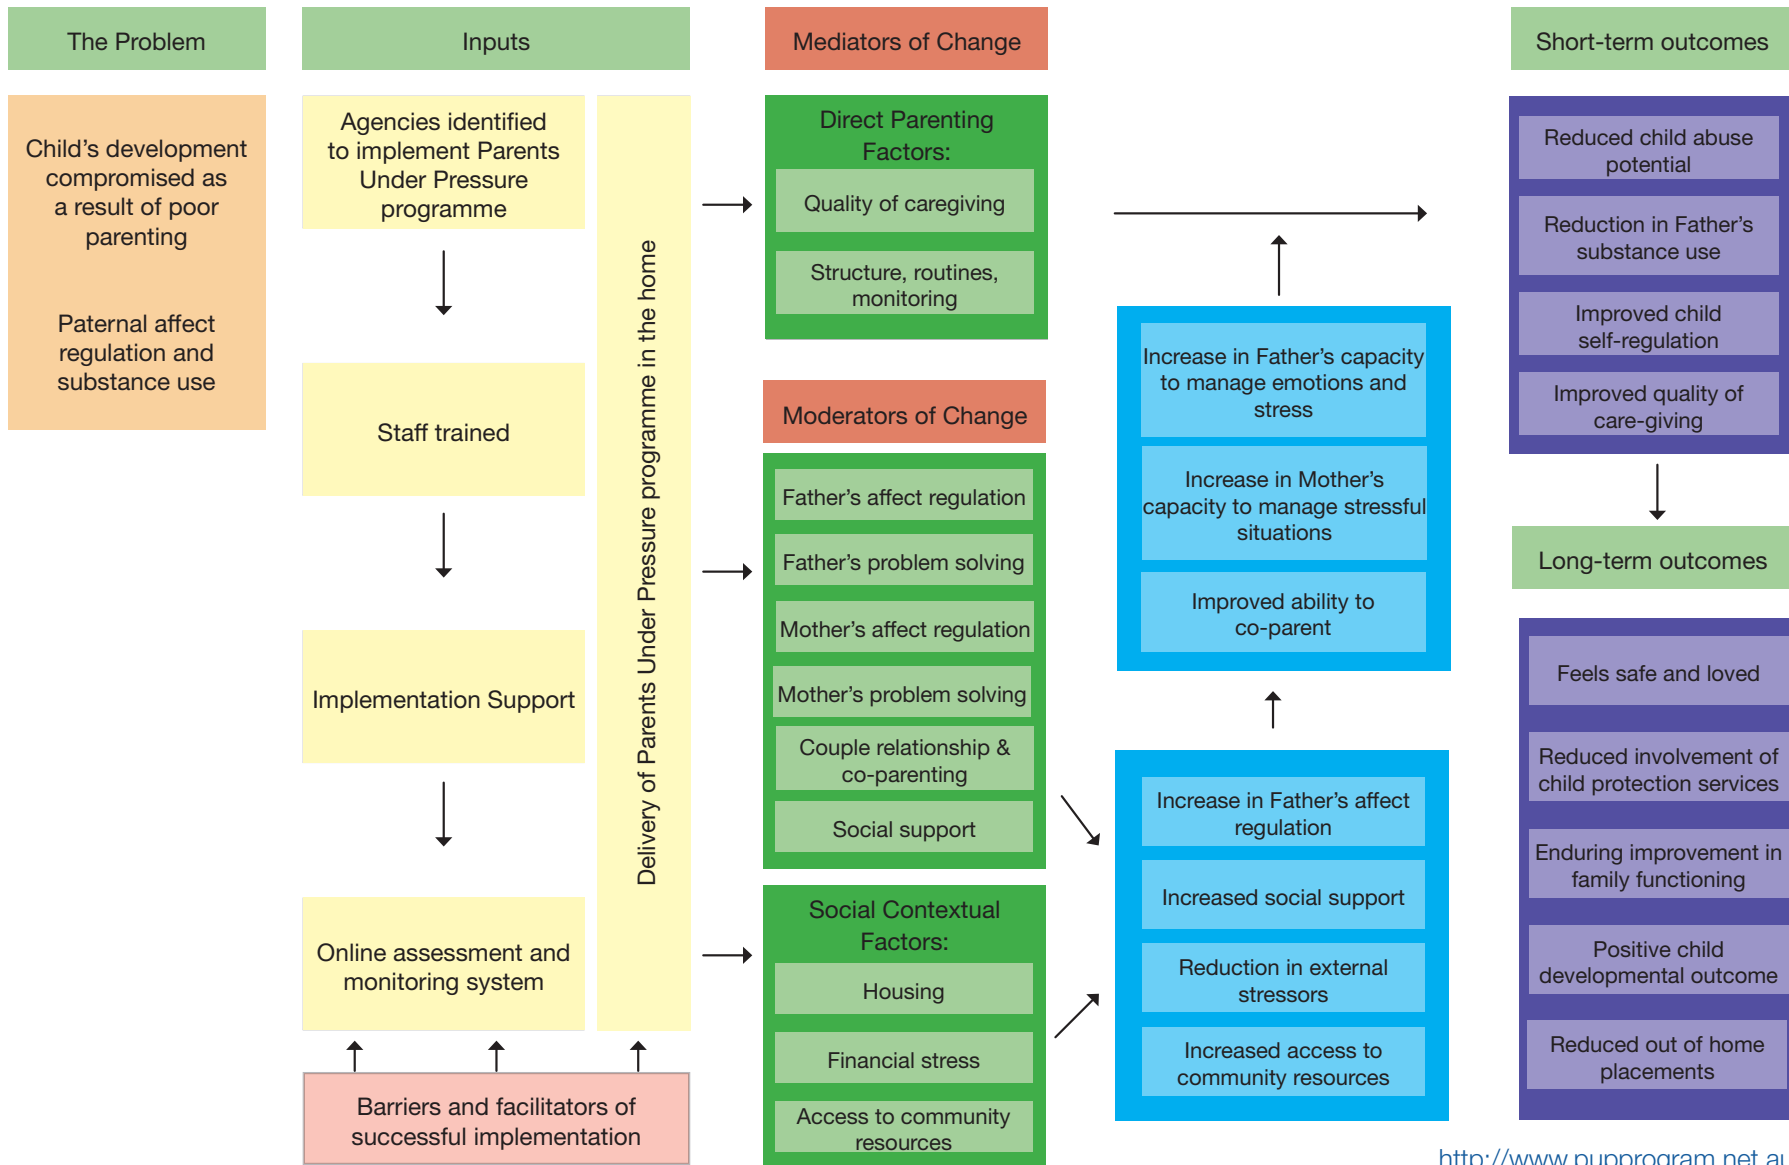 The Problem
Child's development
compromised as
a result of poor
parenting
Paternal affect
regulation and
substance use
Inputs
Agencies identified
to implement Parents
Under Pressure
programme
Staff trained
Implementation Support
Online assessment and
monitoring system
Delivery of Parents Under Pressure programme in the home
Barriers and facilitators of
successful implementation
Mediators of Change
Direct Parenting
Factors:
Quality of caregiving
Structure, routines,
monitoring
Moderators of Change
Father's affect regulation
Father's problem solving
Mother's affect regulation
Mother's problem solving
Couple relationship &
co-parenting
Social support
Social Contextual
Factors:
Housing
Financial stress
Access to community
resources
Increase in Father's capacity
to manage emotions and
stress
Increase in Mother's
capacity to manage stressful
situations
Improved ability to
co-parent
Increase in Father's affect
regulation
Increased social support
Reduction in external
stressors
Increased access to
community resources
Short-term outcomes
Reduced child abuse
potential
Reduction in Father's
substance use
Improved child
self-regulation
Improved quality of
care-giving
Long-term outcomes
Feels safe and loved
Reduced involvement of
child protection services
Enduring improvement in
family functioning
Positive child
developmental outcome
Reduced out of home
placements
http://www.pupprogram.net.au